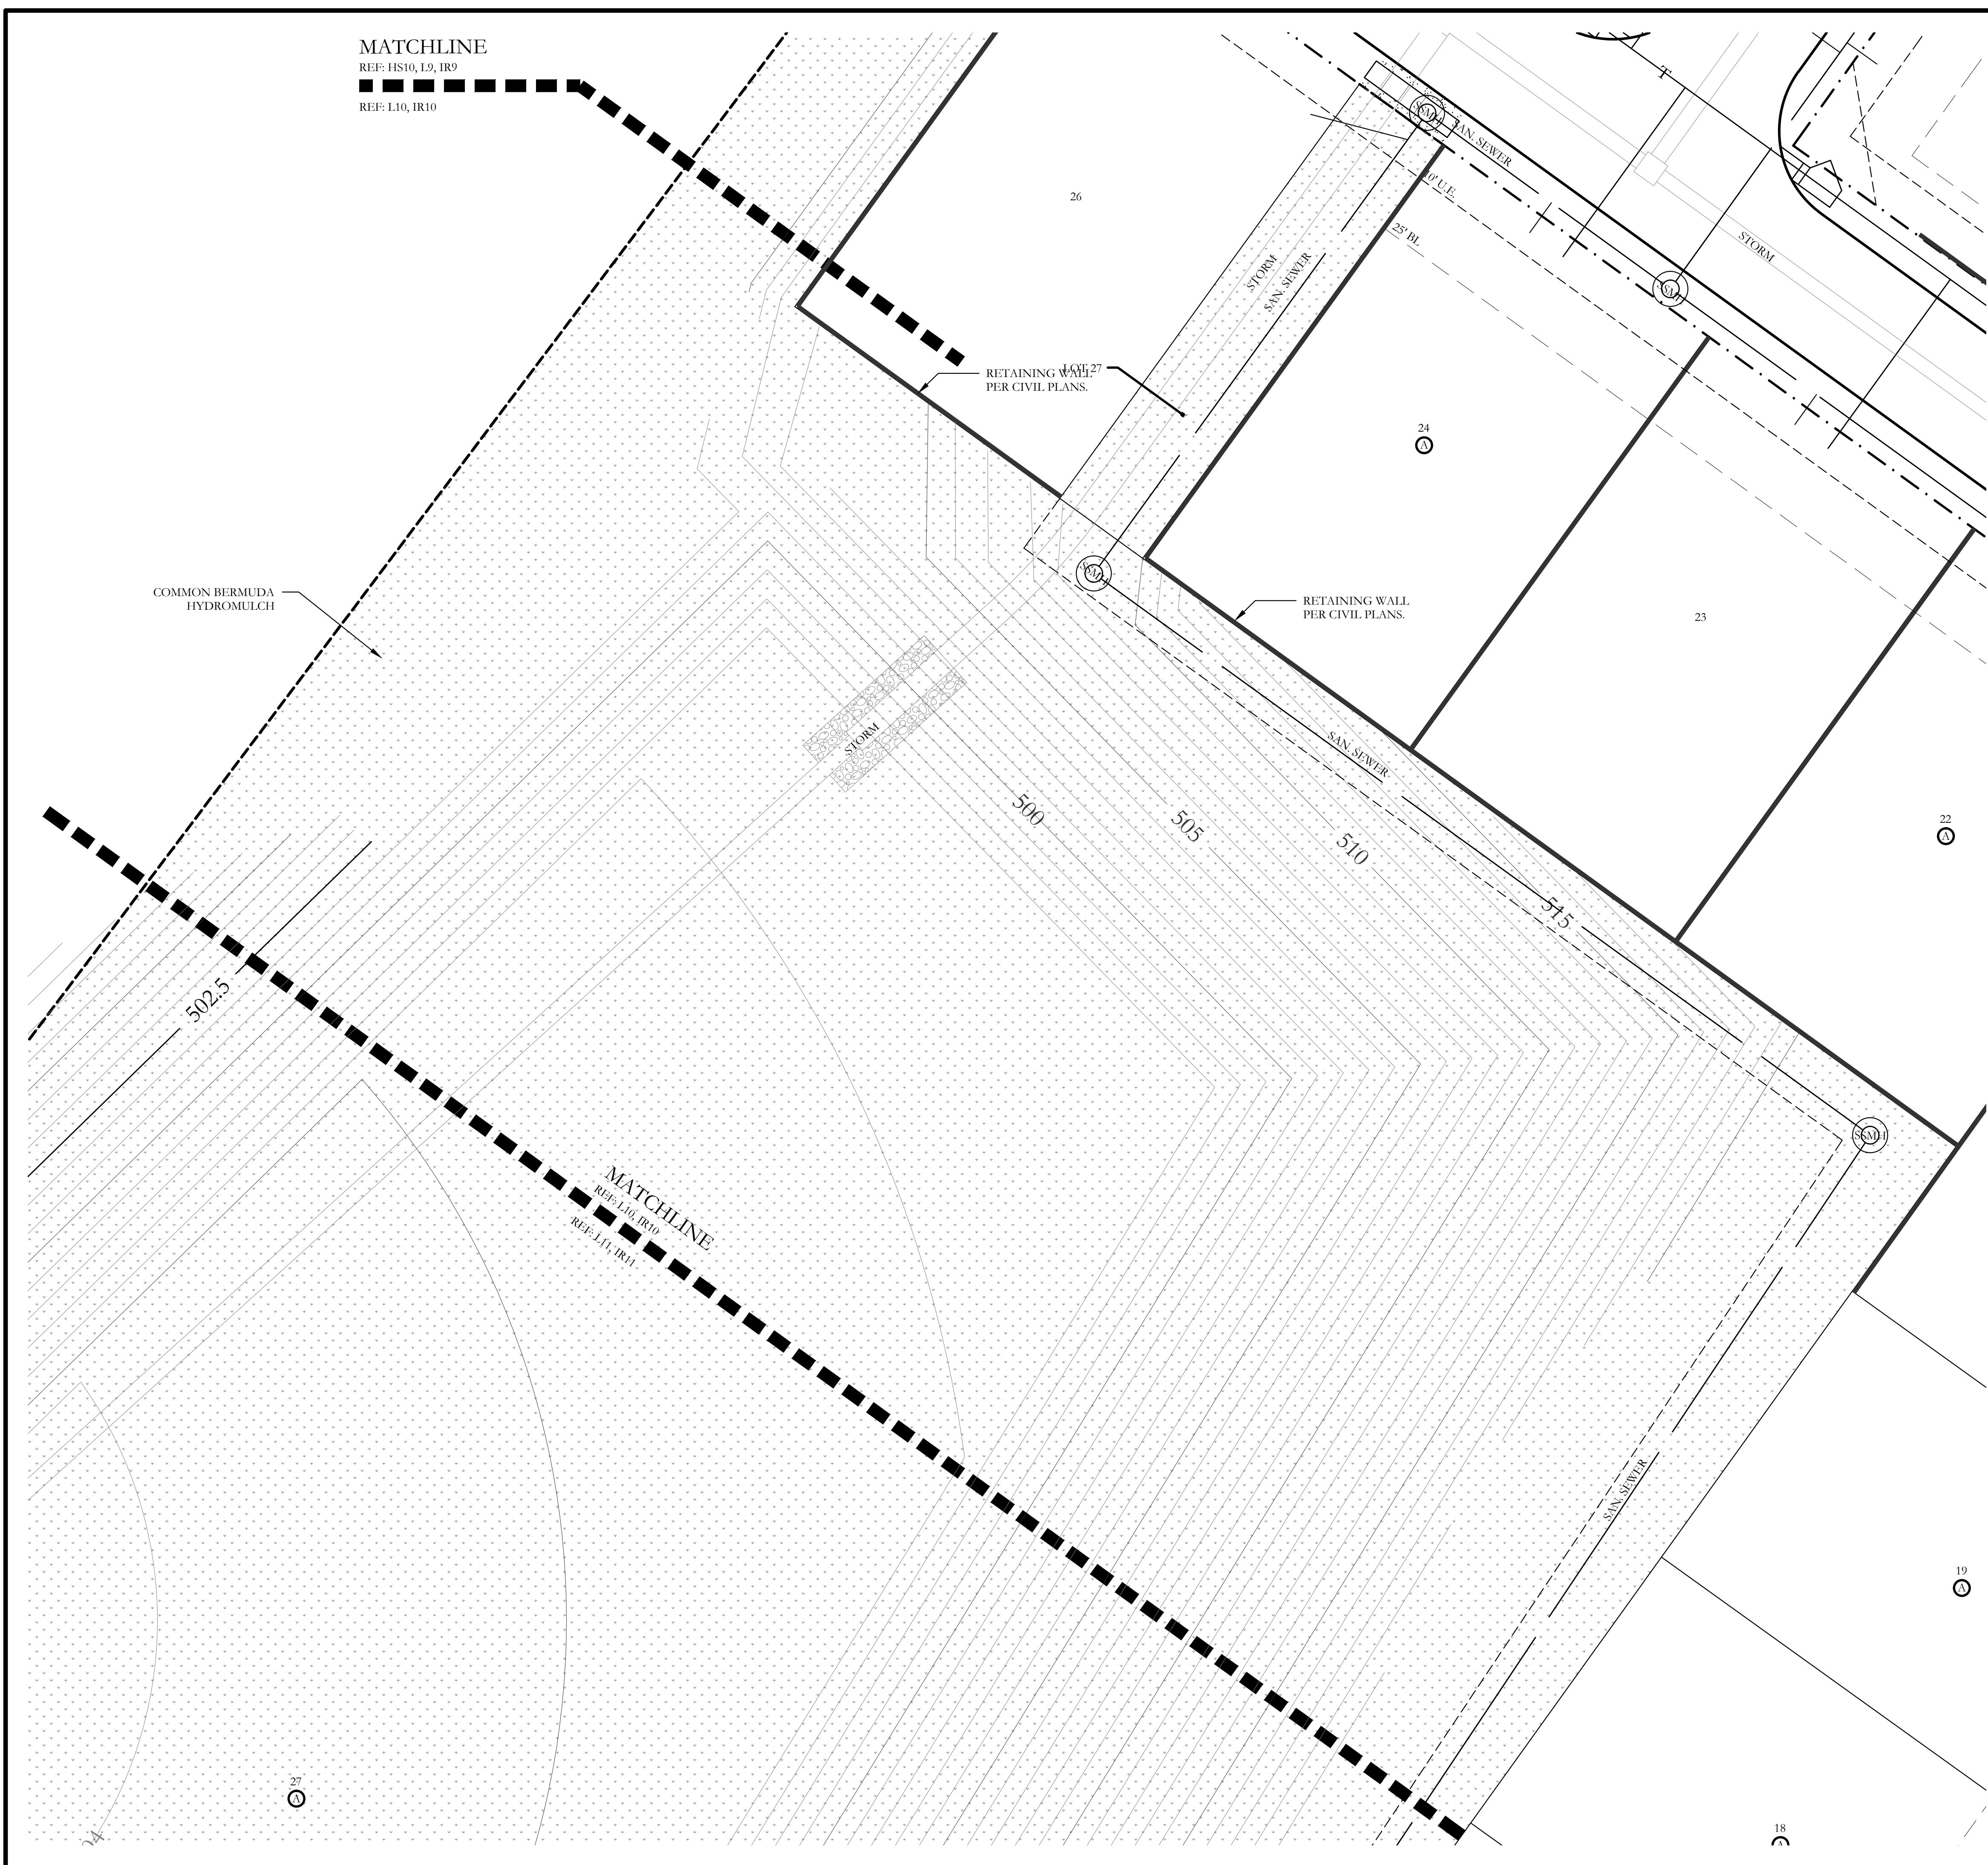 MATCHLINE
REF: HS10, L9, IR9
REF: L10, IR10
T
SSMH
SAN. SEWER
10' U.E.
25' BL
26
STORM
SAN. SEWER
STORM
SSMH
LOT 27
RETAINING WALL
PER CIVIL PLANS.
24
A
SSMH
COMMON BERMUDA
HYDROMULCH
RETAINING WALL
PER CIVIL PLANS.
23
STORM
SAN. SEWER
500
505
510
515
22
A
502.5
SSMH
MATCHLINE
REF: L10, IR10
REF: L11, IR11
SAN. SEWER
19
A
27
A
18
A